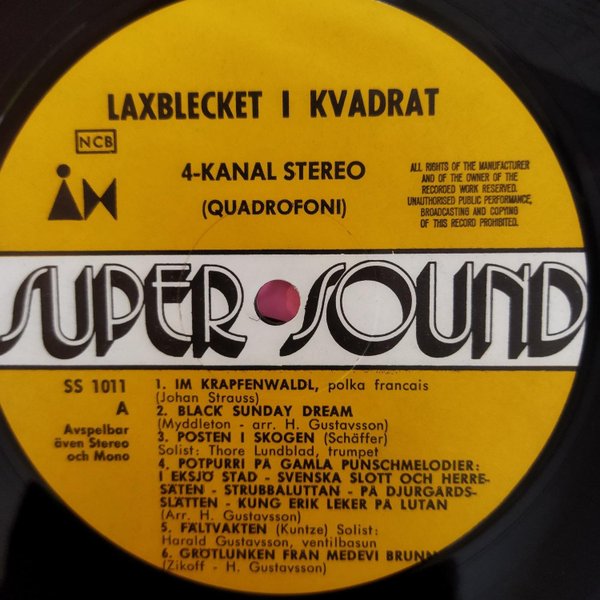 LAXBLECKET I KVADRAT
NCB
4-KANAL STEREO
(QUADROFONI)
ALL RIGHTS OF THE MANUFACTURER
AND OF THE OWNER OF THE
RECORDED WORK RESERVED.
UNAUTHORISED PUBLIC PERFORMANCE,
BROADCASTING AND COPYING
OF THIS RECORD PROHIBITED.
SUPER SOUND
SS 1011
A
Avspelbar
även Stereo
och Mono
1. IM KRAPFENWALDL, polka francais
(Johan Strauss)
2. BLACK SUNDAY DREAM
(Myddleton - arr. H. Gustavsson)
3. POSTEN I SKOGEN (Schäffer)
Solist: Thore Lundblad, trumpet
4. POTPURRI PÅ GAMLA PUNSCHMELODIER:
I EKSJÖ STAD - SVENSKA SLOTT OCH HERRE-
SÄTEN - STRUBBALUTTAN - PÅ DJURGARDS-
SLÄTTEN - KUNG ERIK LEKER PÅ LUTAN
(Arr. H. Gustavsson)
5. FÄLTVAKTEN (Kuntze) Solist:
Harald Gustavsson, ventilbasun
6. GRÖTLUNKEN FRÅN MEDEVI BRUNN
(Zikoff - H. Gustavsson)